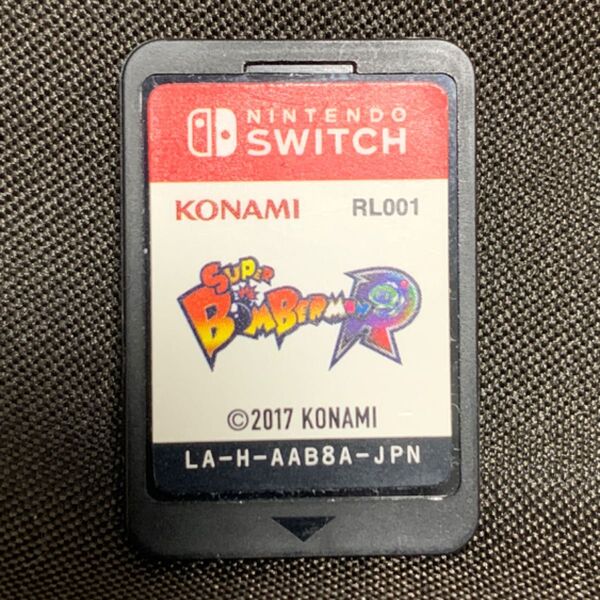 NINTENDO
SWITCH
KONAMI RL001
SUPER
BOMBERMAN R
©2017 KONAMI
LA-H-AAB8A-JPN